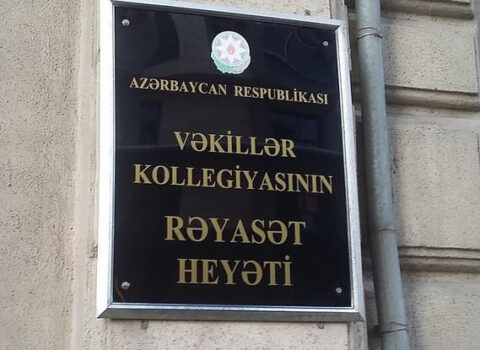 AZƏRBAYCAN RESPUBLİKASI
VƏKİLLƏR
KOLLEGİYASININ
RƏYASƏT
HEYƏTİ